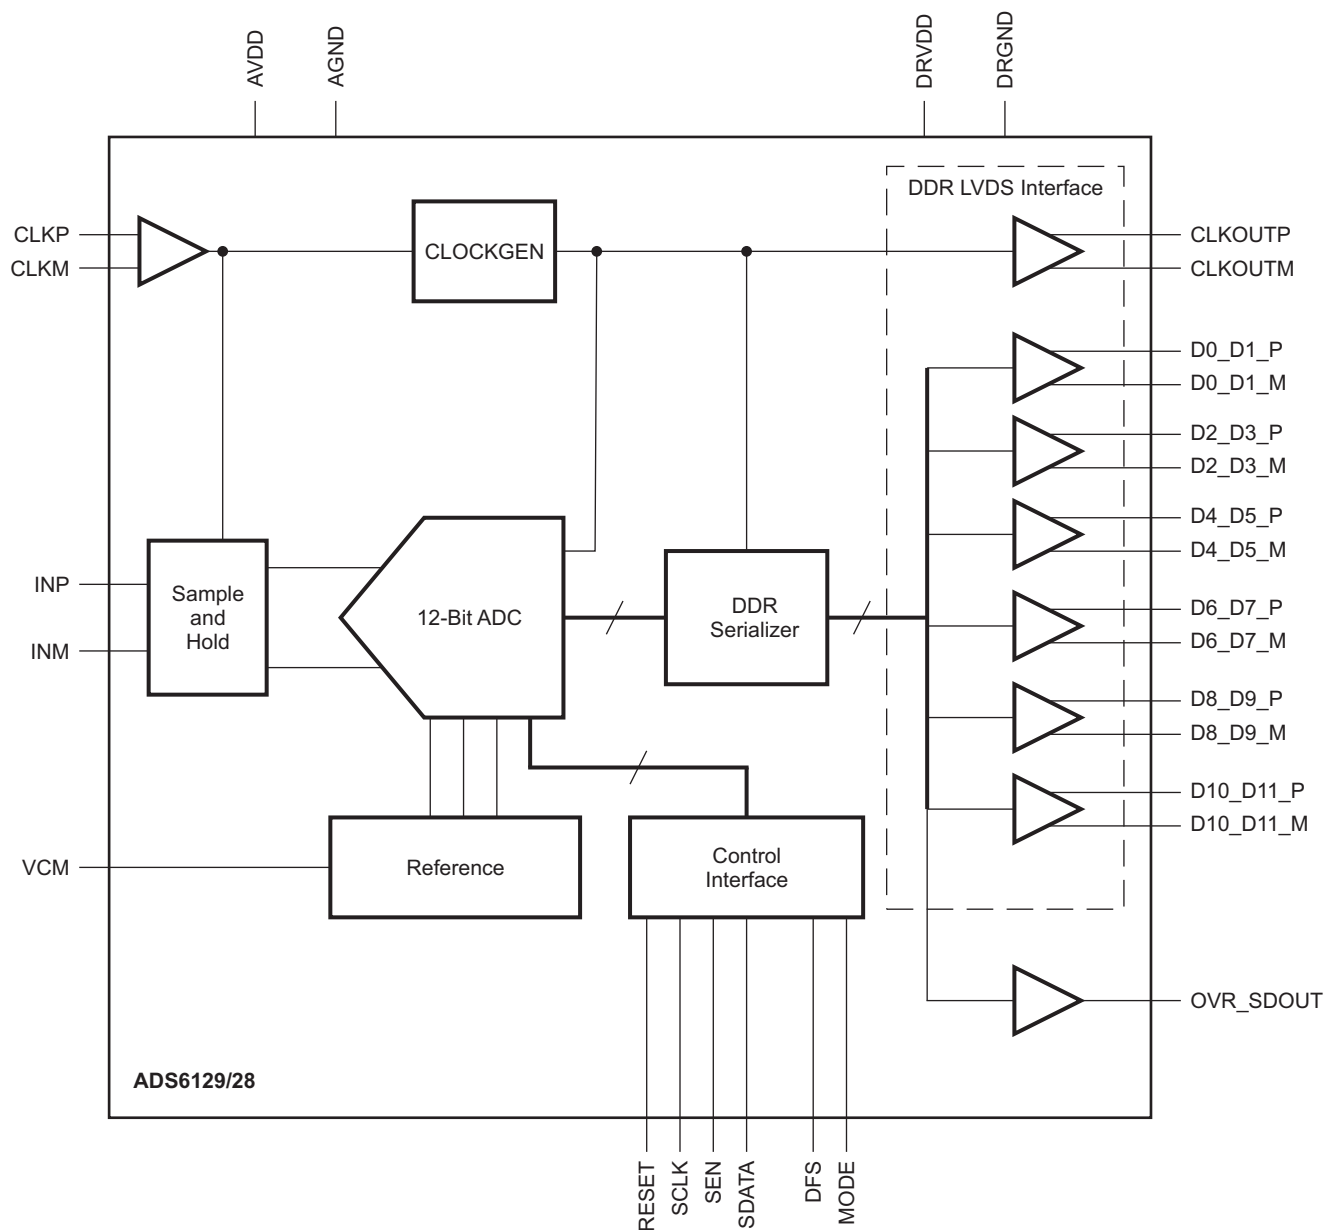 AVDD
AGND
DRVDD
DRGND
DDR LVDS Interface
CLKP
CLKM
CLOCKGEN
CLKOUTP
CLKOUTM
D0_D1_P
D0_D1_M
D2_D3_P
D2_D3_M
D4_D5_P
D4_D5_M
INP
INM
Sample
and
Hold
12-Bit ADC
DDR
Serializer
D6_D7_P
D6_D7_M
D8_D9_P
D8_D9_M
D10_D11_P
D10_D11_M
VCM
Reference
Control
Interface
OVR_SDOUT
ADS6129/28
RESET
SCLK
SEN
SDATA
DFS
MODE